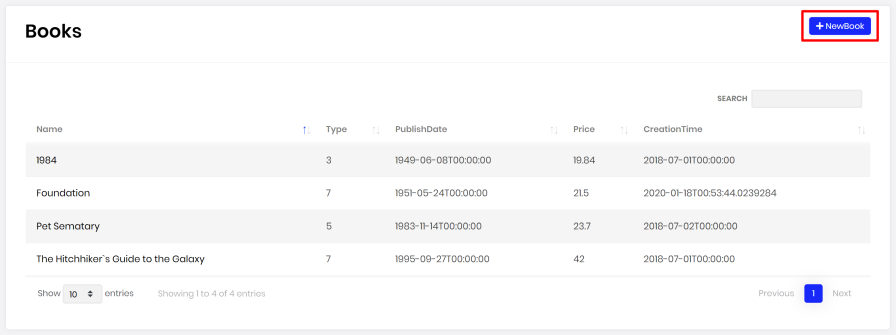 Books
+ NewBook
SEARCH
Name Type PublishDate Price CreationTime
1984 3 1949-06-08T00:00:00 19.84 2018-07-01T00:00:00
Foundation 7 1951-05-24T00:00:00 21.5 2020-01-18T00:53:44.0239284
Pet Sematary 5 1983-11-14T00:00:00 23.7 2018-07-02T00:00:00
The Hitchhiker`s Guide to the Galaxy 7 1995-09-27T00:00:00 42 2018-07-01T00:00:00
Show 10 entries Showing 1 to 4 of 4 entries Previous 1 Next